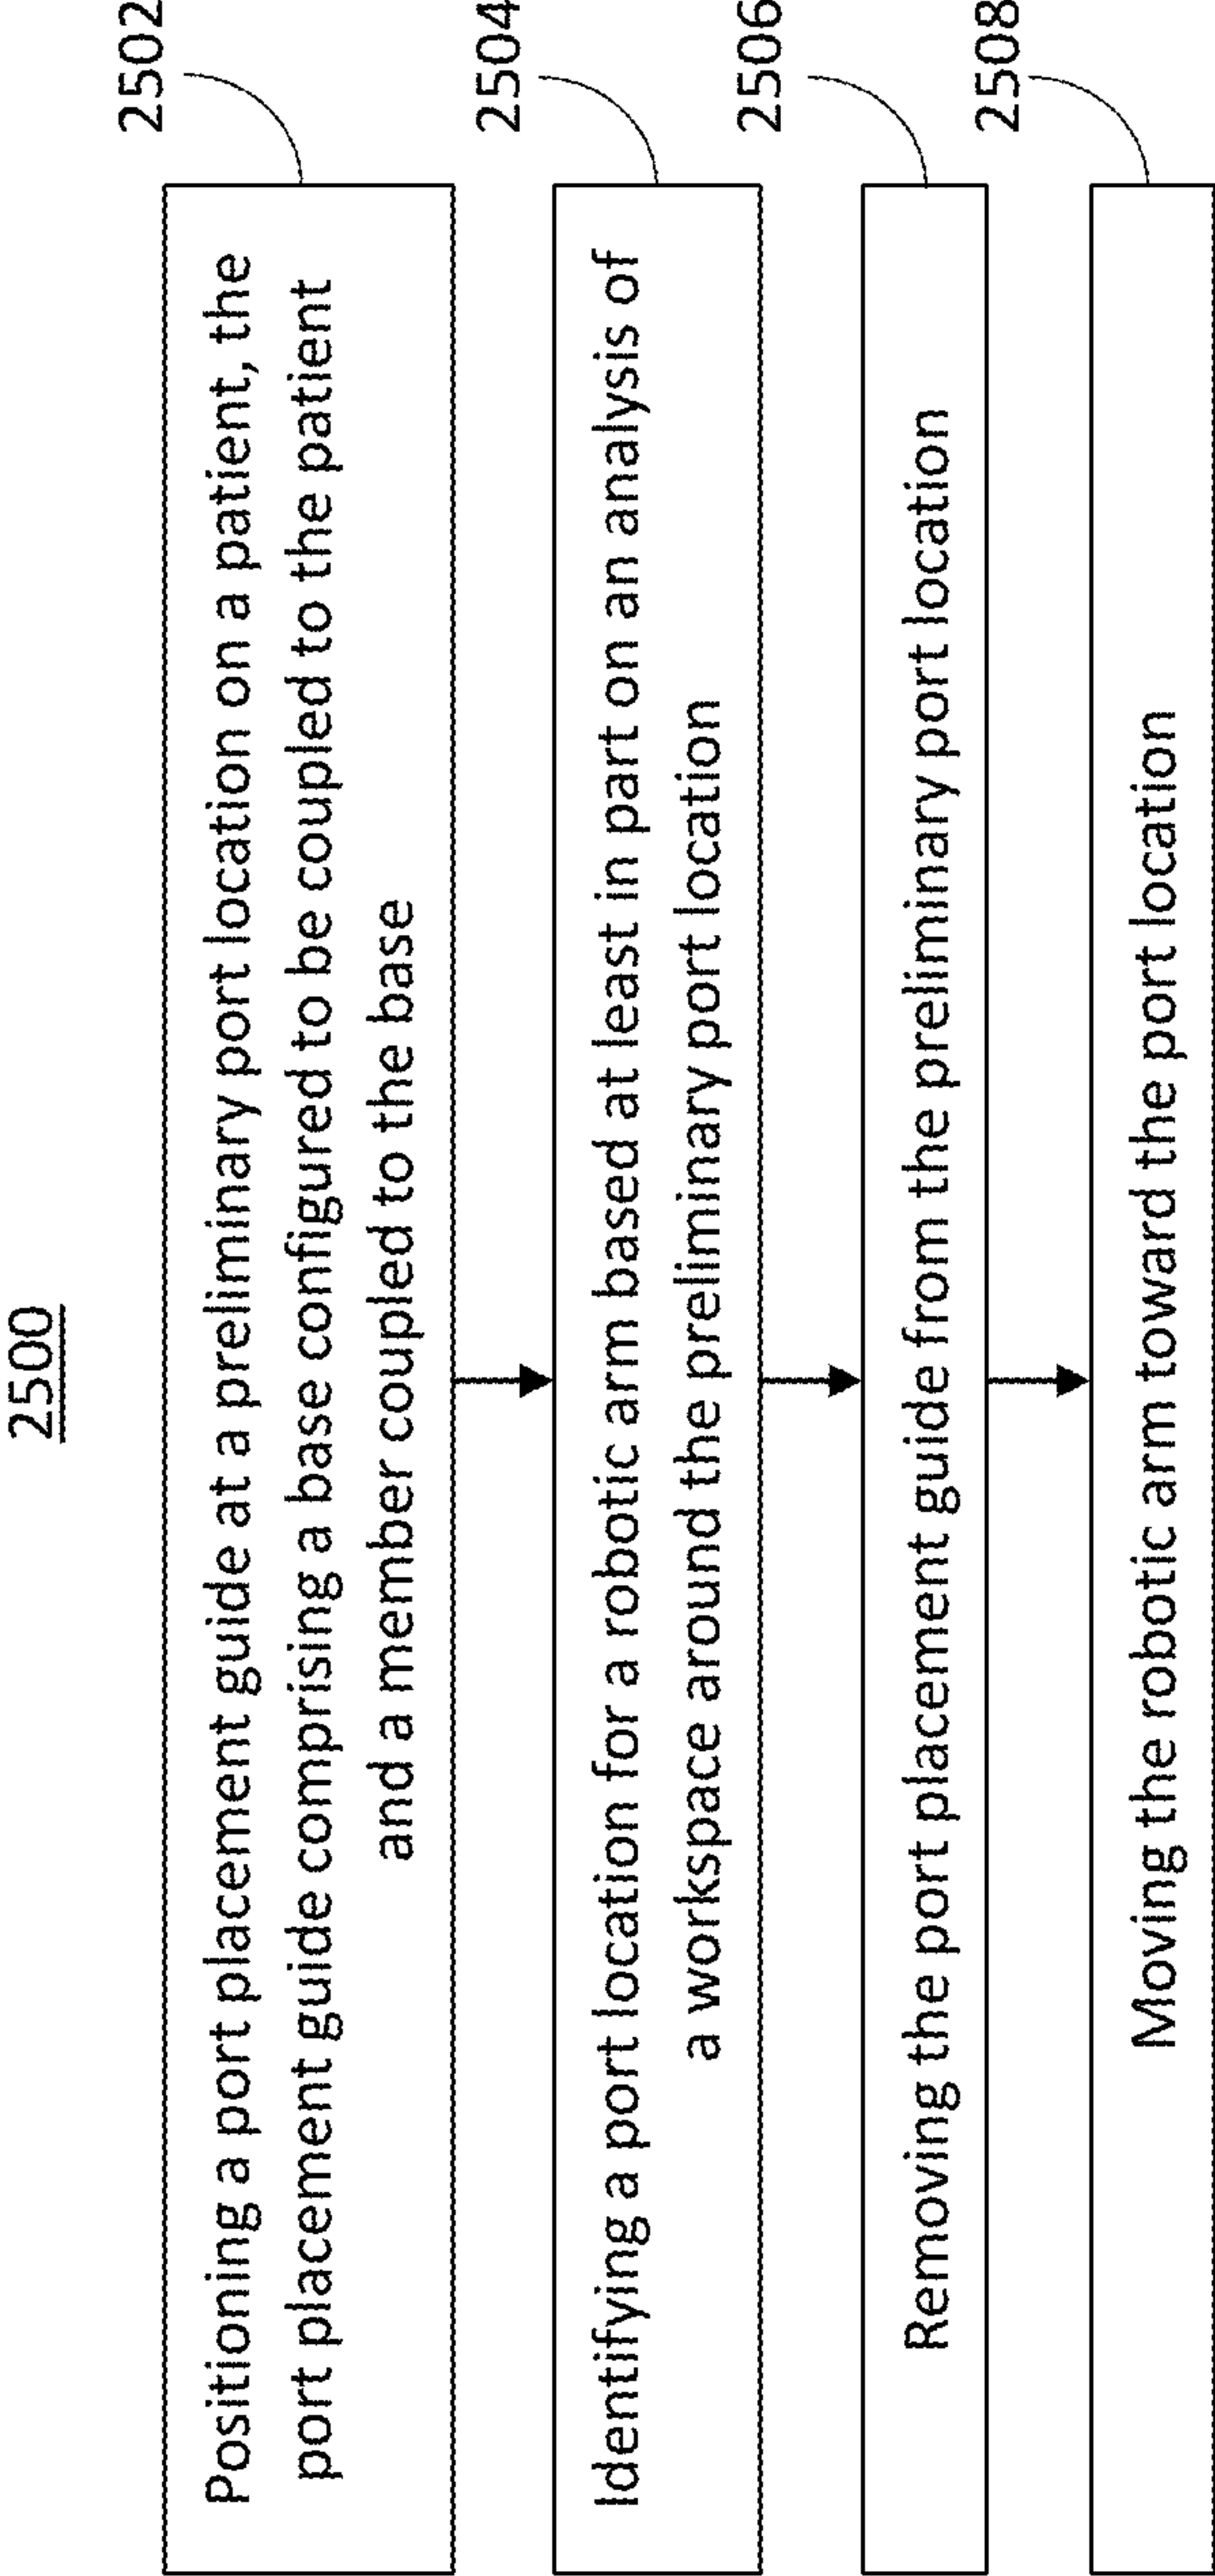 2500
2502
Positioning a port placement guide at a preliminary port location on a patient, the
port placement guide comprising a base configured to be coupled to the patient
and a member coupled to the base
2504
Identifying a port location for a robotic arm based at least in part on an analysis of
a workspace around the preliminary port location
2506
Removing the port placement guide from the preliminary port location
2508
Moving the robotic arm toward the port location